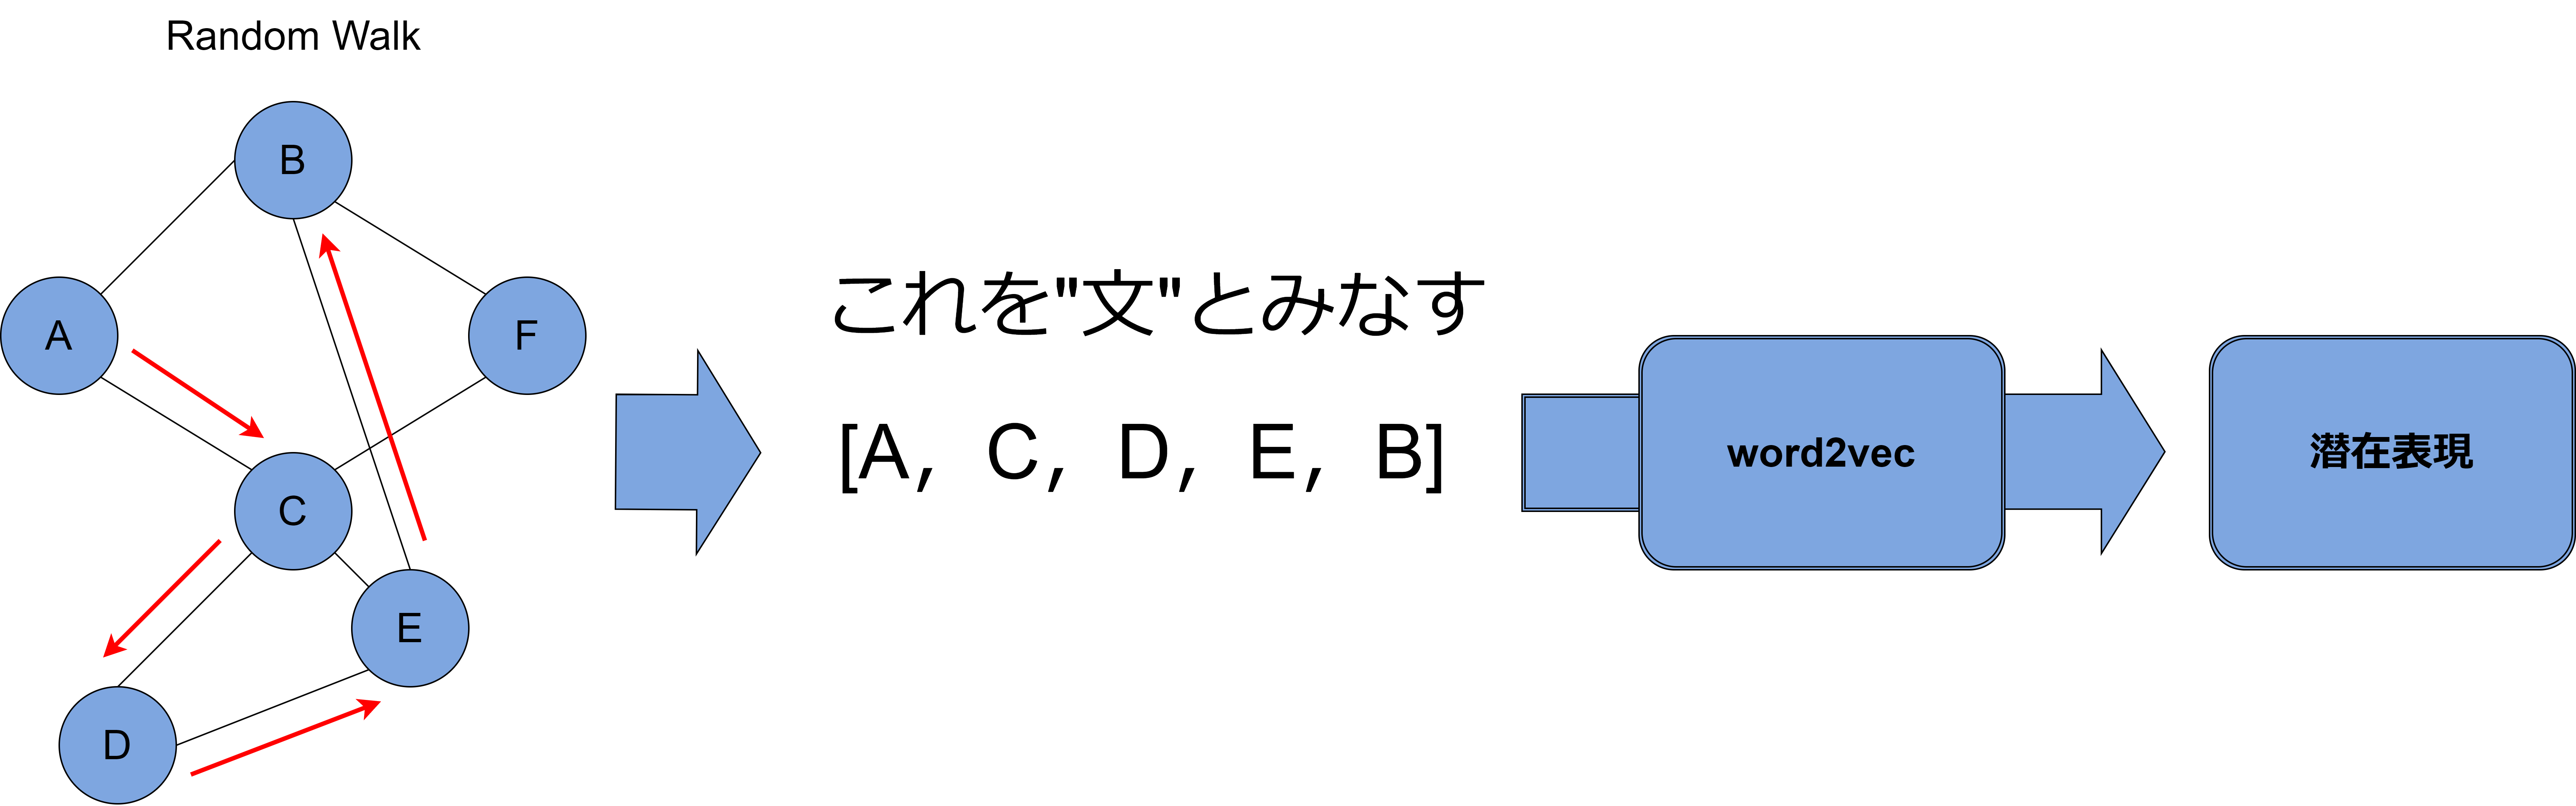 Random Walk
B
A
F
C
E
D
これを"文"とみなす
[A, C, D, E, B]
word2vec
潜在表現